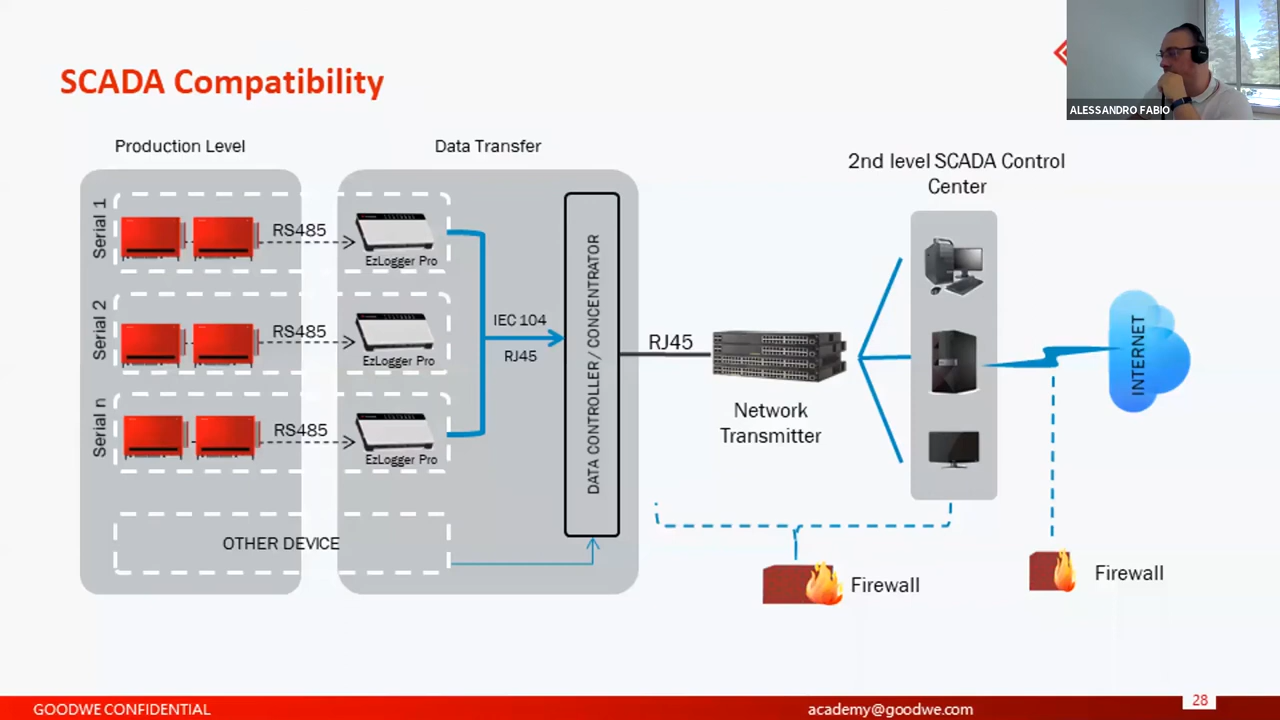 SCADA Compatibility
ALESSANDRO FABIO
Production Level
Data Transfer
2nd level SCADA Control
Center
Serial 1
RS485
EzLogger Pro
Serial 2
RS485
EzLogger Pro
Serial n
RS485
EzLogger Pro
OTHER DEVICE
IEC 104
RJ45
DATA CONTROLLER/ CONCENTRATOR
RJ45
Network
Transmitter
INTERNET
Firewall
Firewall
GOODWE CONFIDENTIAL
academy@goodwe.com
28